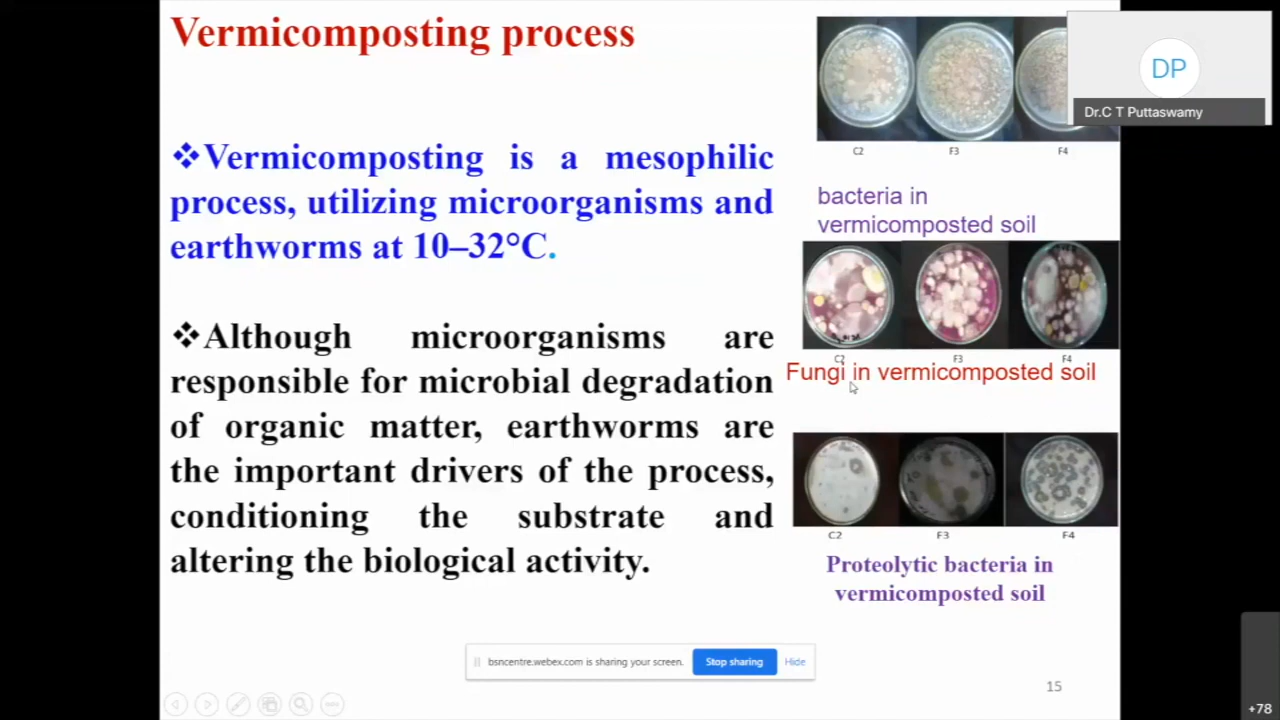 Vermicomposting process
❖Vermicomposting is a mesophilic
process, utilizing microorganisms and
earthworms at 10–32°C.
❖Although microorganisms are
responsible for microbial degradation
of organic matter, earthworms are
the important drivers of the process,
conditioning the substrate and
altering the biological activity.
C2 F3 F4
bacteria in
vermicomposted soil
C2 F3 F4
Fungi in vermicomposted soil
C2 F3 F4
Proteolytic bacteria in
vermicomposted soil
DP
Dr.C T Puttaswamy
bsncentre.webex.com is sharing your screen. Stop sharing Hide
15
+78